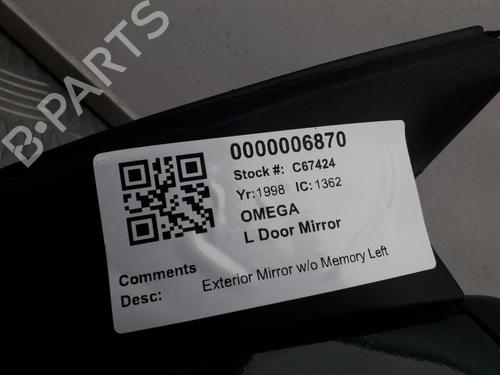 B-PARTS
0000006870
Stock #: C67424
Yr:1998 IC:1362
OMEGA
L Door Mirror
Comments
Desc: Exterior Mirror w/o Memory Left